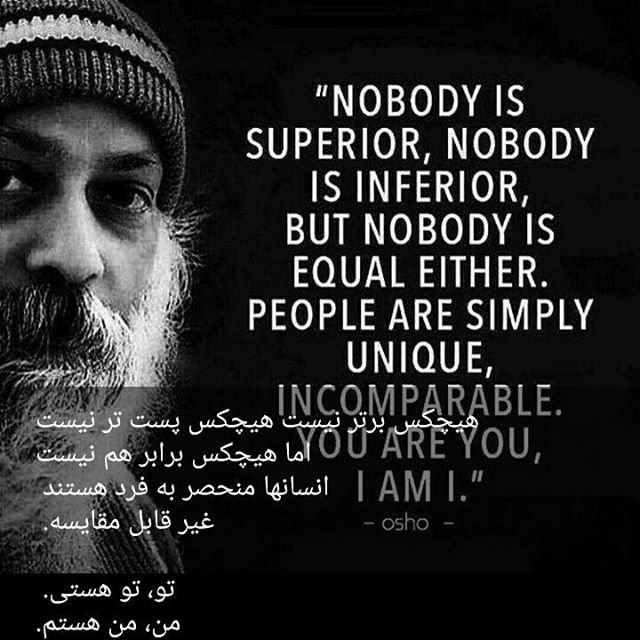 “NOBODY IS
SUPERIOR, NOBODY
IS INFERIOR,
BUT NOBODY IS
EQUAL EITHER.
PEOPLE ARE SIMPLY
UNIQUE,
INCOMPARABLE.
YOU ARE YOU,
I AM I.”
– osho –
هیچکس برتر نیست هیچکس پست تر نیست
اما هیچکس برابر هم نیست
انسانها منحصر به فرد هستند
غیر قابل مقایسه.
تو، تو هستی.
من، من هستم.